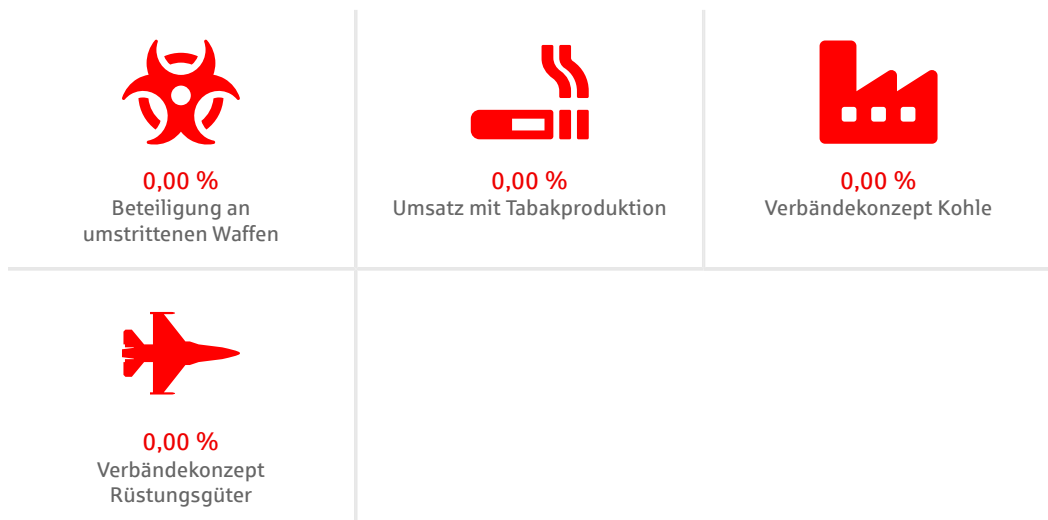 0,00 %
Beteiligung an
umstrittenen Waffen
0,00 %
Umsatz mit Tabakproduktion
0,00 %
Verbändekonzept Kohle
0,00 %
Verbändekonzept
Rüstungsgüter